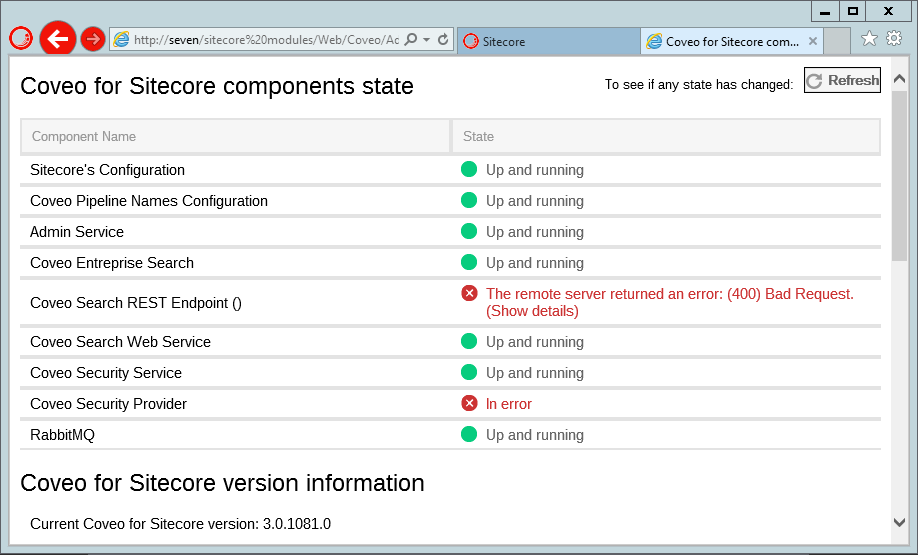 X
http://seven/sitecore%20modules/Web/Coveo/Ad
Sitecore
Coveo for Sitecore com...
Coveo for Sitecore components state
To see if any state has changed:
Refresh
Component Name State
Sitecore's Configuration Up and running
Coveo Pipeline Names Configuration Up and running
Admin Service Up and running
Coveo Entreprise Search Up and running
Coveo Search REST Endpoint () The remote server returned an error: (400) Bad Request.
(Show details)
Coveo Search Web Service Up and running
Coveo Security Service Up and running
Coveo Security Provider In error
RabbitMQ Up and running
Coveo for Sitecore version information
Current Coveo for Sitecore version: 3.0.1081.0